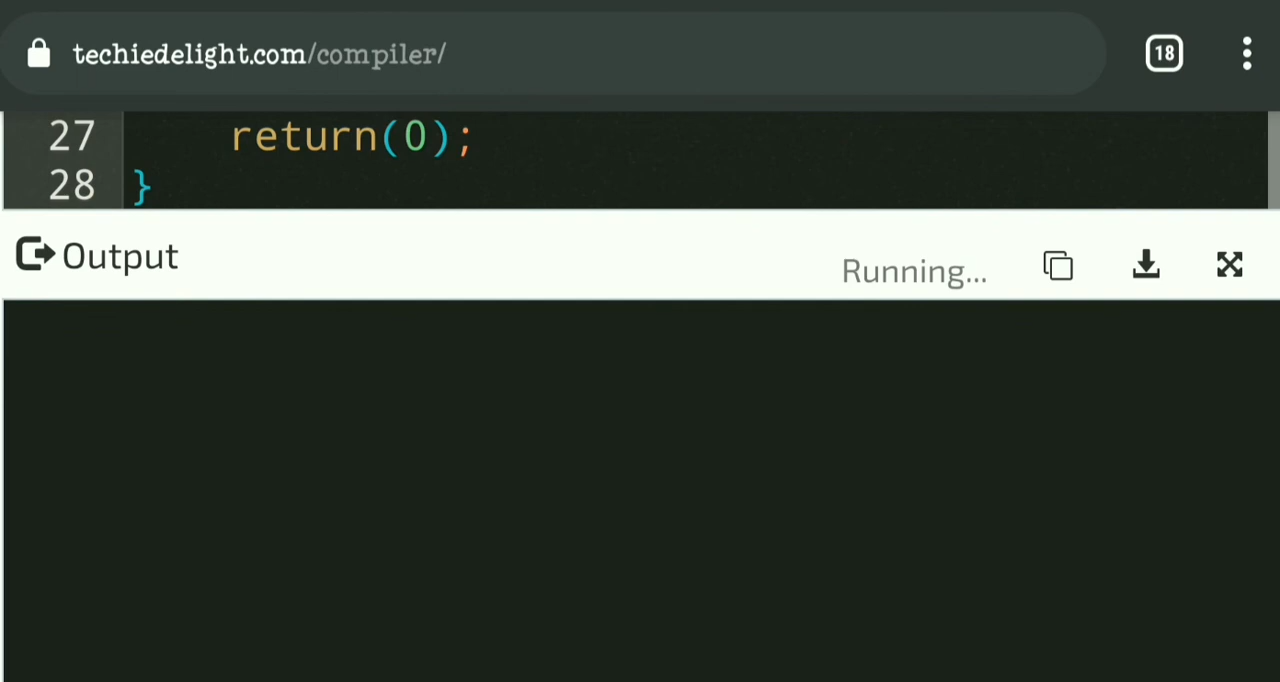 techiedelight.com/compiler/
18
27 return(0);
28 }
Output
Running...